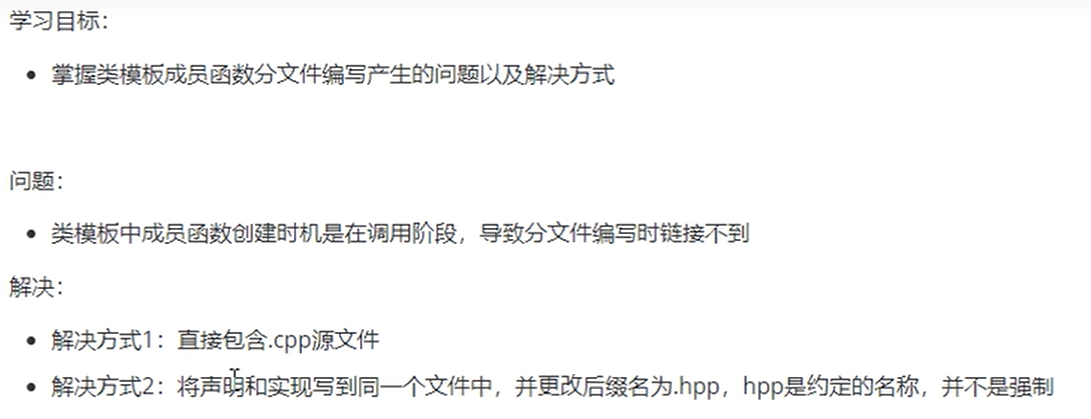 学习目标：
• 掌握类模板成员函数分文件编写产生的问题以及解决方式
问题：
• 类模板中成员函数创建时机是在调用阶段，导致分文件编写时链接不到
解决：
• 解决方式1：直接包含.cpp源文件
• 解决方式2：将声明和实现写到同一个文件中，并更改后缀名为.hpp，hpp是约定的名称，并不是强制